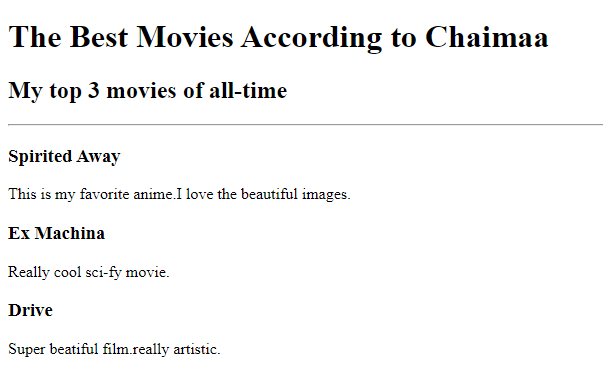 The Best Movies According to Chaimaa
My top 3 movies of all-time
Spirited Away
This is my favorite anime.I love the beautiful images.
Ex Machina
Really cool sci-fy movie.
Drive
Super beatiful film.really artistic.